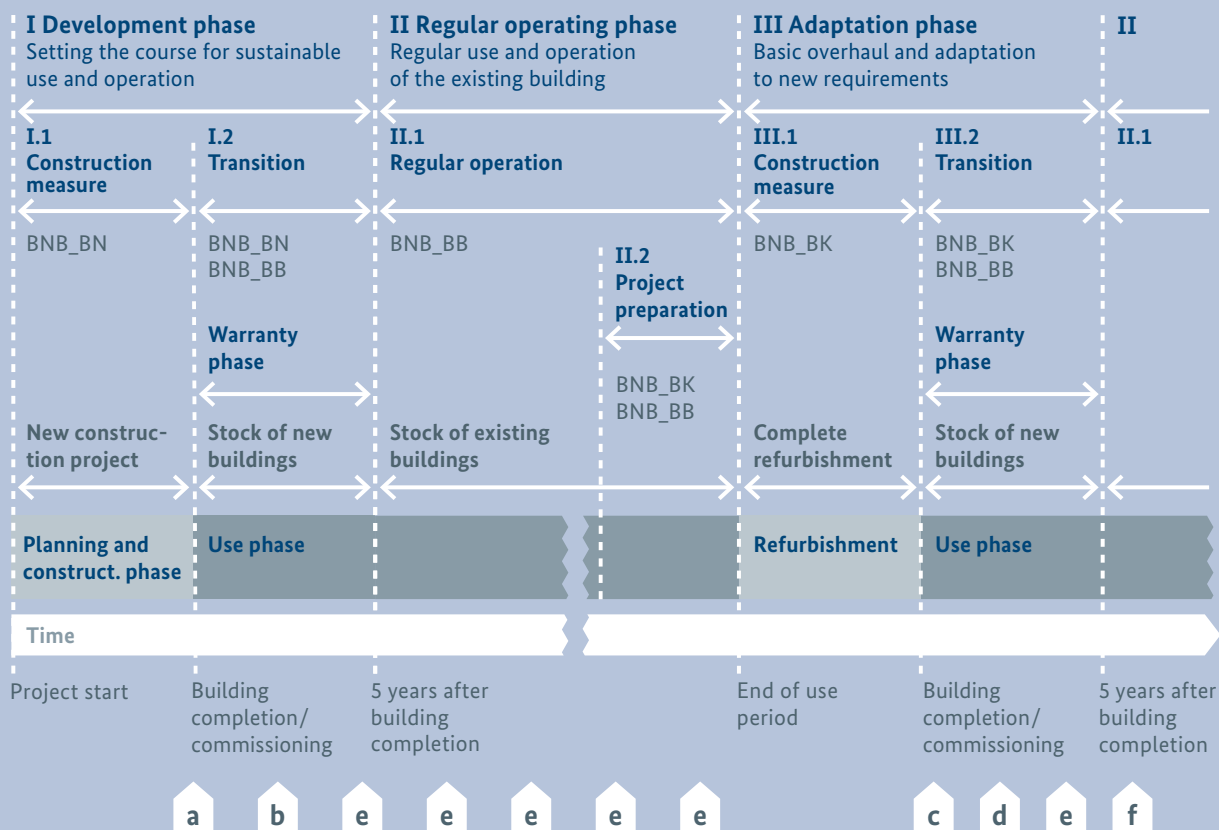 I Development phase
Setting the course for sustainable
use and operation
II Regular operating phase
Regular use and operation
of the existing building
III Adaptation phase
Basic overhaul and adaptation
to new requirements
II
I.1
Construction
measure
I.2
Transition
II.1
Regular operation
III.1
Construction
measure
III.2
Transition
II.1
BNB_BN
BNB_BN
BNB_BB
BNB_BB
II.2
Project
preparation
BNB_BK
BNB_BB
BNB_BK
BNB_BK
BNB_BB
Warranty
phase
Warranty
phase
New construc-
tion project
Stock of new
buildings
Stock of existing
buildings
Complete
refurbishment
Stock of new
buildings
Planning and
construct. phase
Use phase
Refurbishment
Use phase
Time
Project start
Building
completion/
commissioning
5 years after
building
completion
End of use
period
Building
completion/
commissioning
5 years after
building
completion
a b e e e e e c d e f